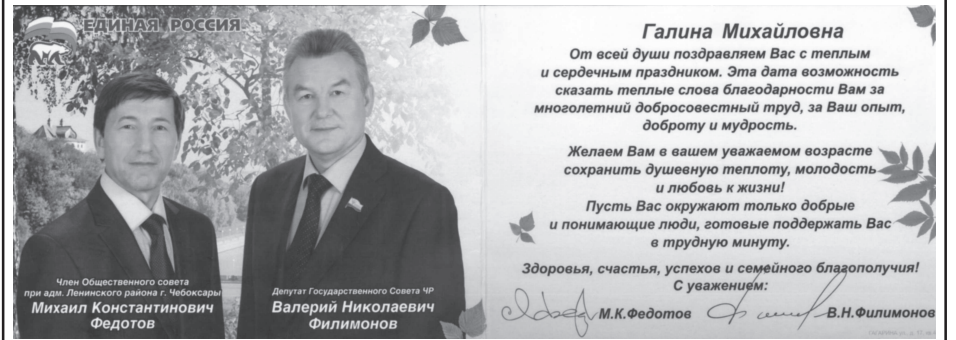 ЕДИНАЯ РОССИЯ
Член Общественного совета
при адм. Ленинского района г. Чебоксары
Михаил Константинович
Федотов
Депутат Государственного Совета ЧР
Валерий Николаевич
Филимонов
Галина Михайловна
От всей души поздравляем Вас с теплым
и сердечным праздником. Эта дата возможность
сказать теплые слова благодарности Вам за
многолетний добросовестный труд, за Ваш опыт,
доброту и мудрость.
Желаем Вам в вашем уважаемом возрасте
сохранить душевную теплоту, молодость
и любовь к жизни!
Пусть Вас окружают только добрые
и понимающие люди, готовые поддержать Вас
в трудную минуту.
Здоровья, счастья, успехов и семейного благополучия!
С уважением:
М.К.Федотов
В.Н.Филимонов